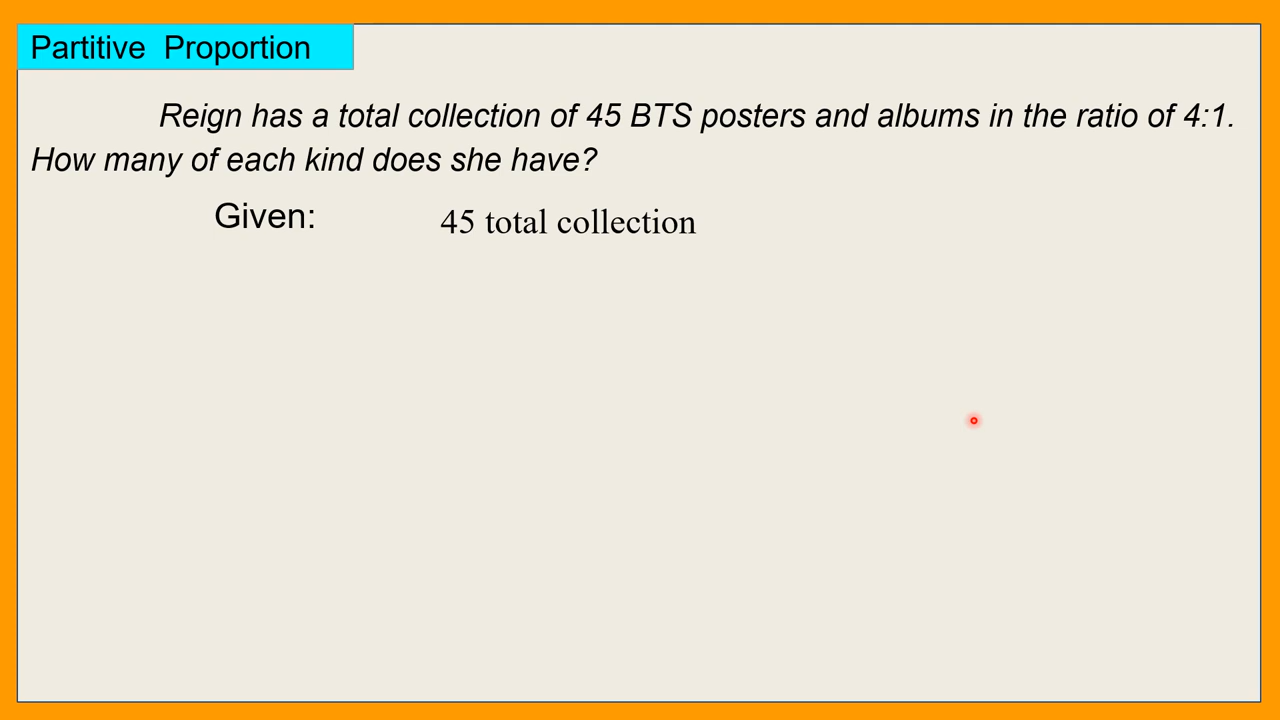 Partitive Proportion
Reign has a total collection of 45 BTS posters and albums in the ratio of 4:1.
How many of each kind does she have?
Given: 45 total collection